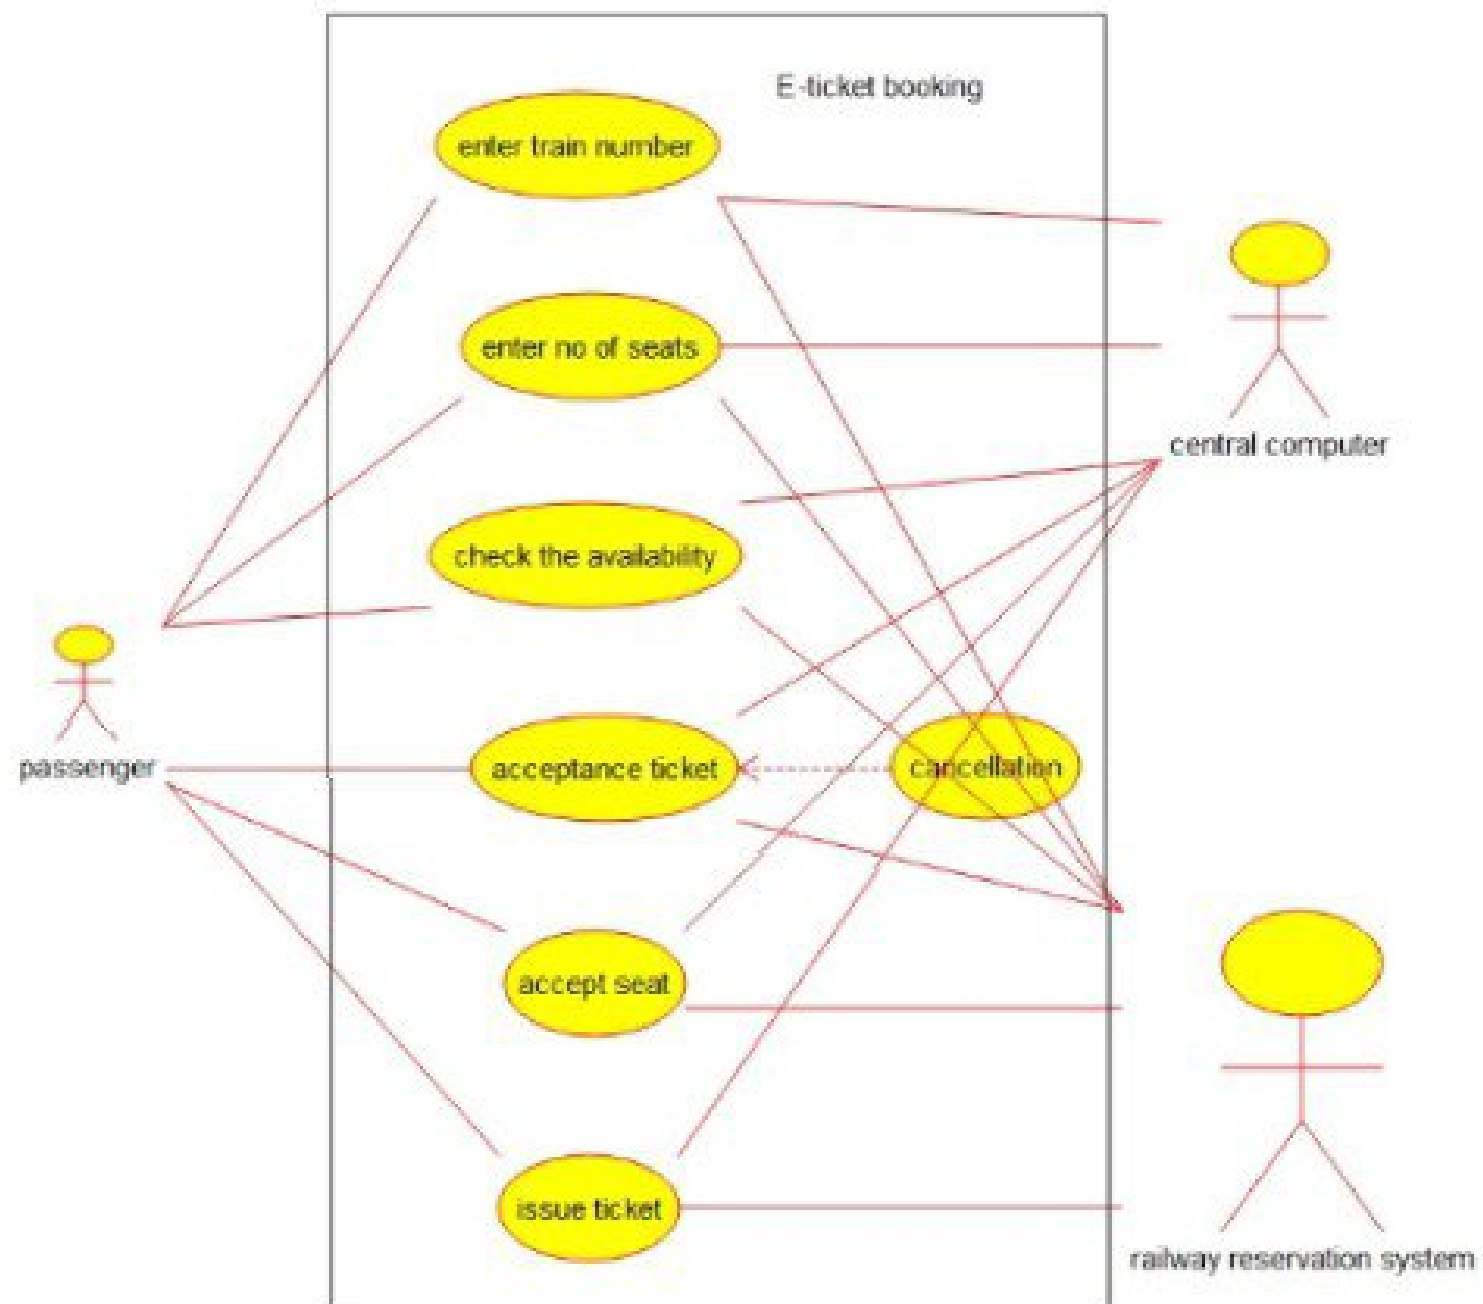 E-ticket booking
enter train number
enter no of seats
central computer
check the availability
passenger
acceptance ticket
cancellation
accept seat
issue ticket
railway reservation system